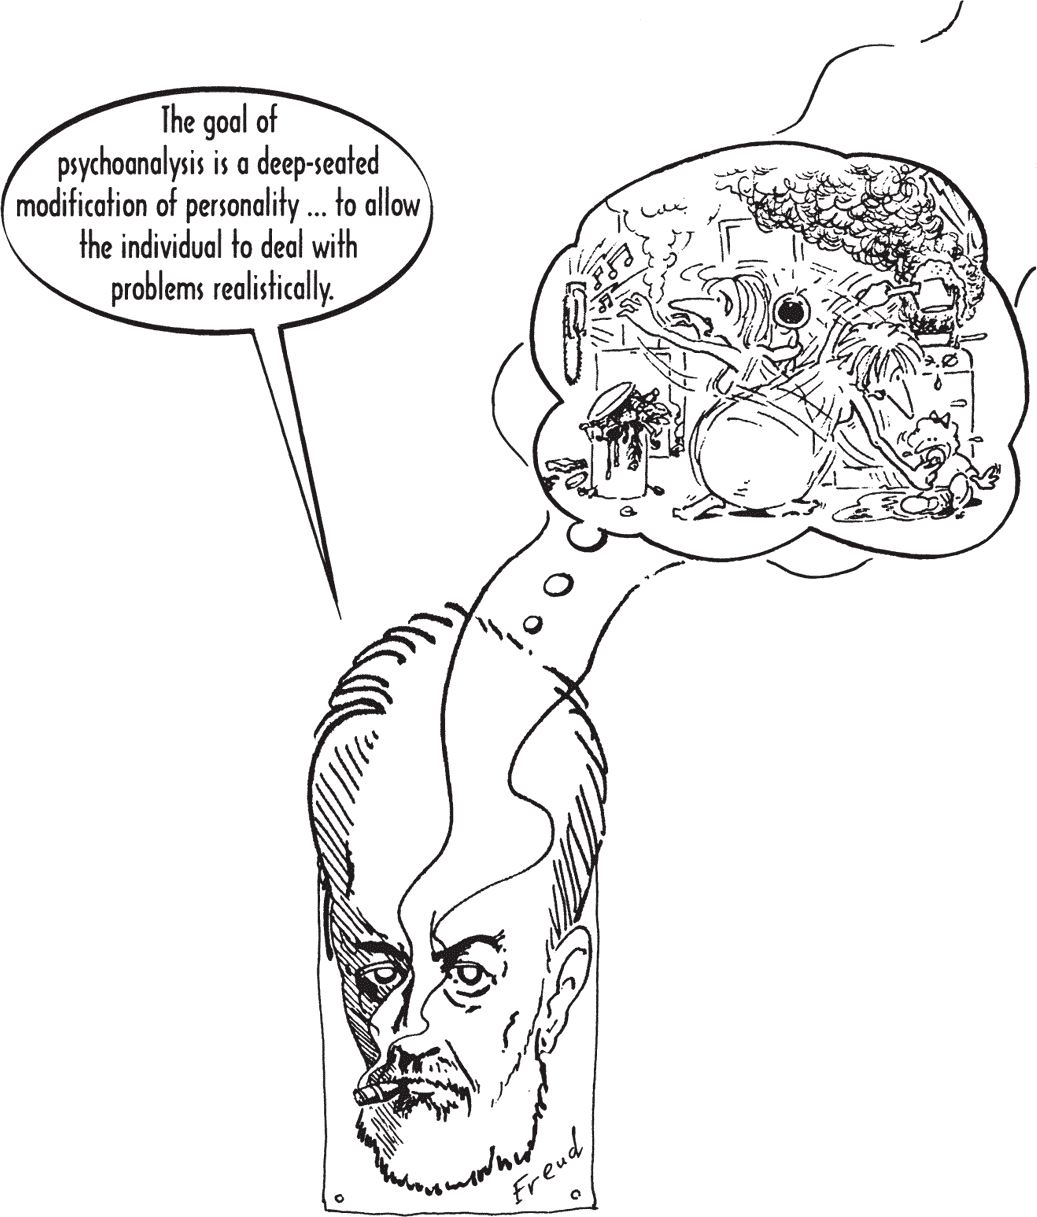 The goal of
psychoanalysis is a deep-seated
modification of personality ... to allow
the individual to deal with
problems realistically.
Freud